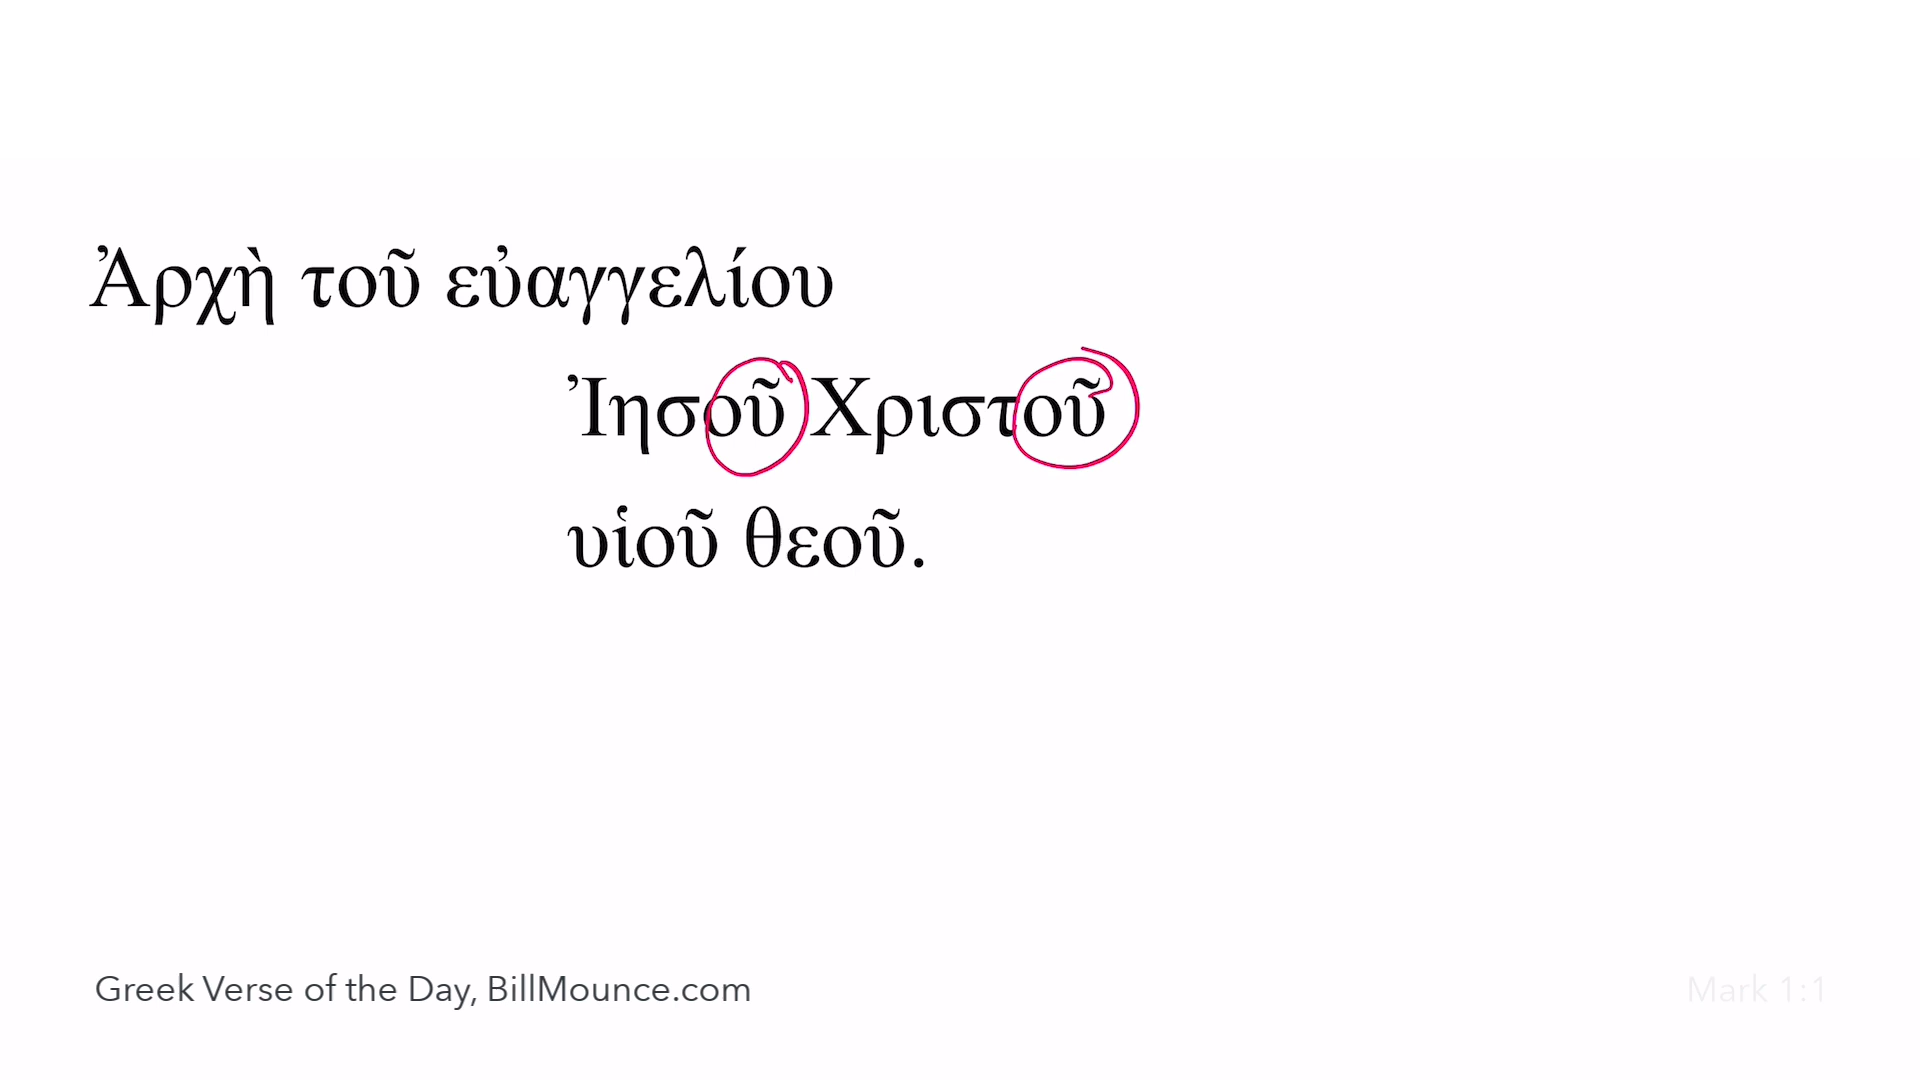 Ἀρχὴ τοῦ εὐαγγελίου
Ἰησοῦ Χριστοῦ
υἱοῦ θεοῦ.
Greek Verse of the Day, BillMounce.com
Mark 1:1